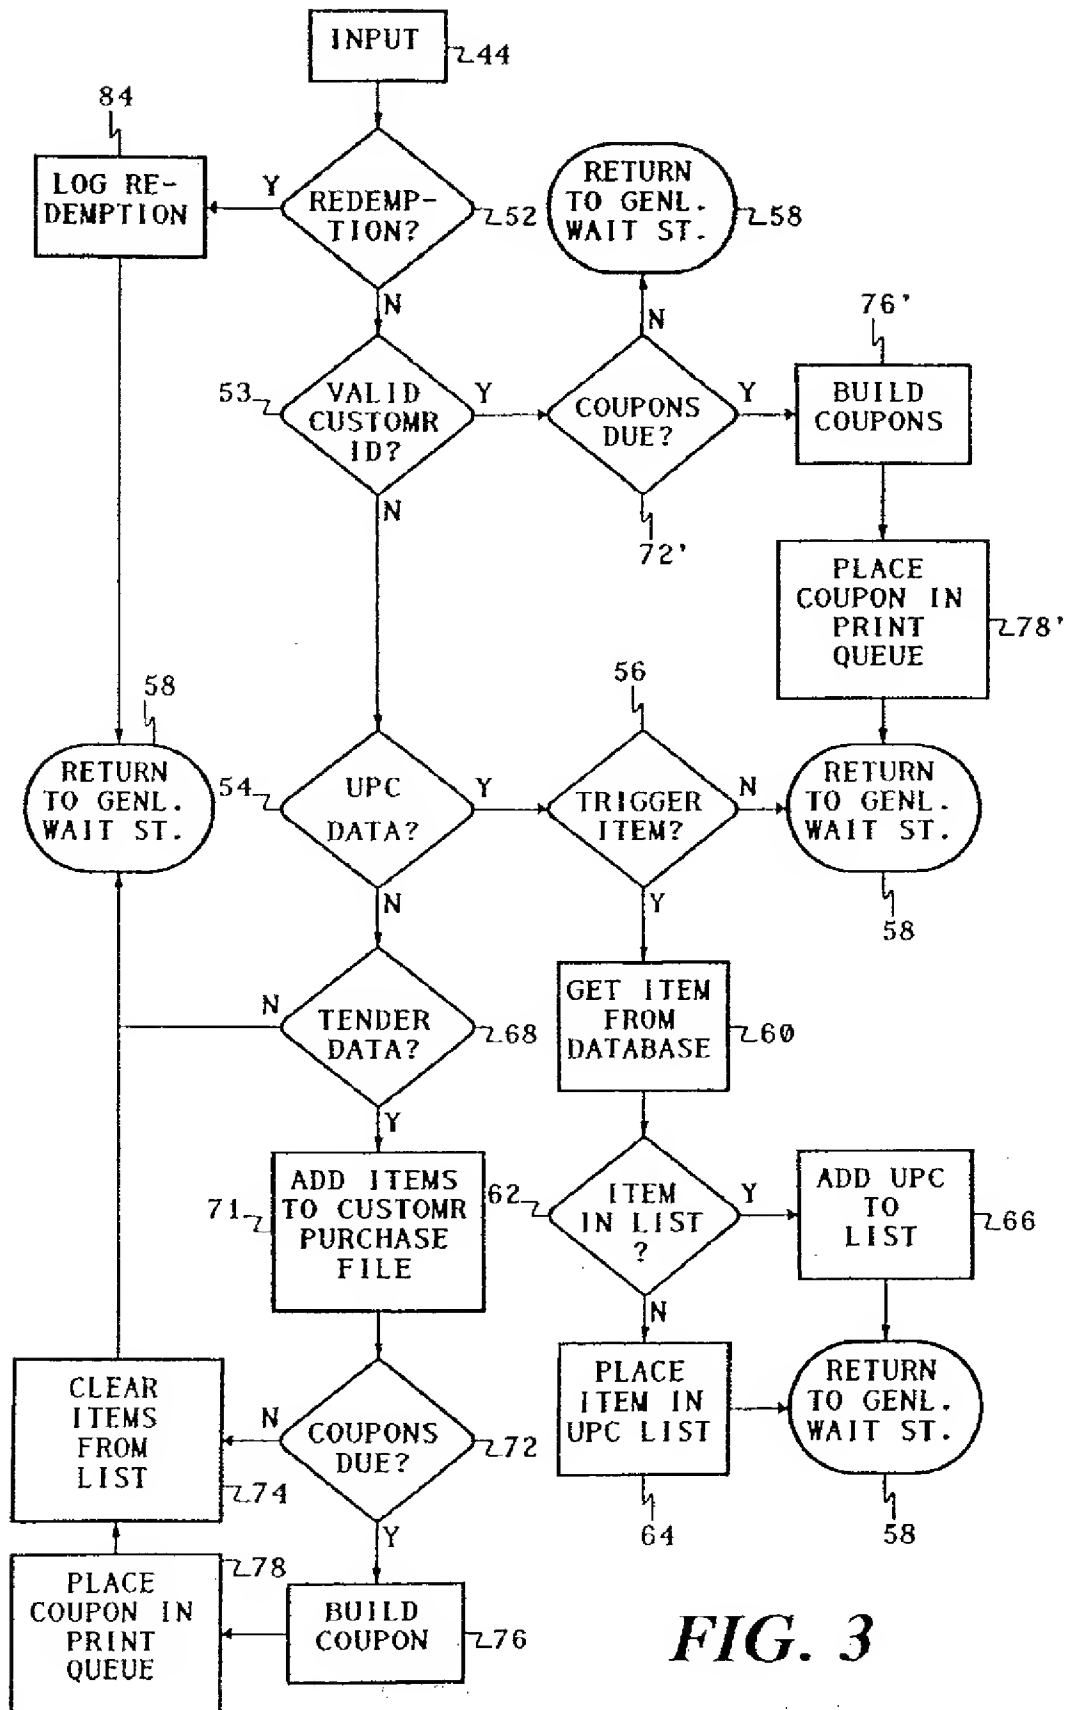 INPUT
44
84
LOG RE-
DEMPTION
Y
REDEMP-
TION?
52
RETURN
TO GENL.
WAIT ST.
58
N
N
76'
53
VALID
CUSTOMR
ID?
Y
COUPONS
DUE?
Y
BUILD
COUPONS
N
72'
PLACE
COUPON IN
PRINT
QUEUE
78'
58
56
RETURN
TO GENL.
WAIT ST.
54
UPC
DATA?
Y
TRIGGER
ITEM?
N
RETURN
TO GENL.
WAIT ST.
N
Y
58
N
TENDER
DATA?
68
GET ITEM
FROM
DATABASE
60
Y
71
ADD ITEMS
TO CUSTOMR
PURCHASE
FILE
62
ITEM
IN LIST
?
Y
ADD UPC
TO
LIST
66
N
CLEAR
ITEMS
FROM
LIST
74
N
COUPONS
DUE?
72
PLACE
ITEM IN
UPC LIST
RETURN
TO GENL.
WAIT ST.
Y
64
58
78
PLACE
COUPON IN
PRINT
QUEUE
BUILD
COUPON
76
FIG. 3